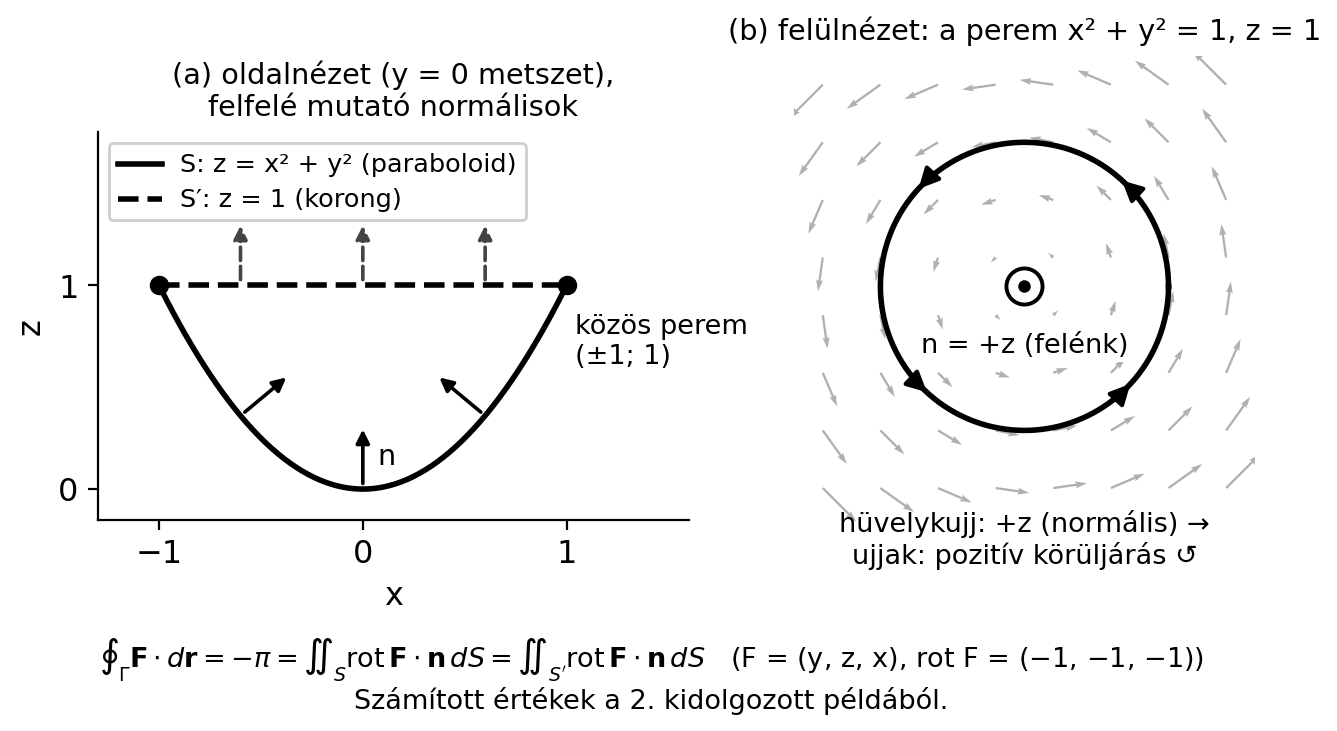 (a) oldalnézet (y = 0 metszet),
felfelé mutató normálisok
S: z = x² + y² (paraboloid)
S′: z = 1 (korong)
1
0
z
−1
0
1
x
n
közös perem
(±1; 1)
(b) felülnézet: a perem x² + y² = 1, z = 1
n = +z (felénk)
hüvelykujj: +z (normális) →
ujjak: pozitív körüljárás ↺
∮_Γ F · dr = −π = ∬_S rot F · n dS = ∬_S′ rot F · n dS (F = (y, z, x), rot F = (−1, −1, −1))
Számított értékek a 2. kidolgozott példából.